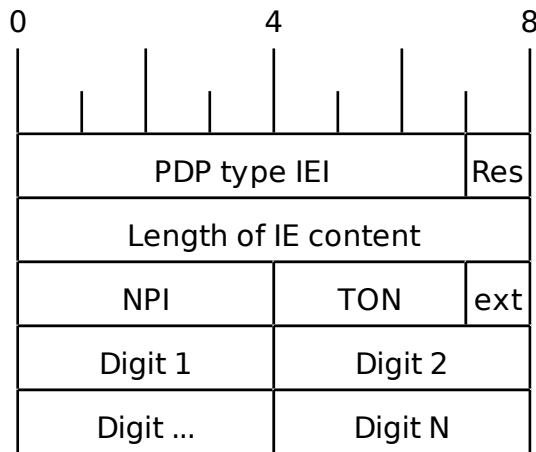 0 4 8
PDP type IEI Res
Length of IE content
NPI TON ext
Digit 1 Digit 2
Digit ... Digit N